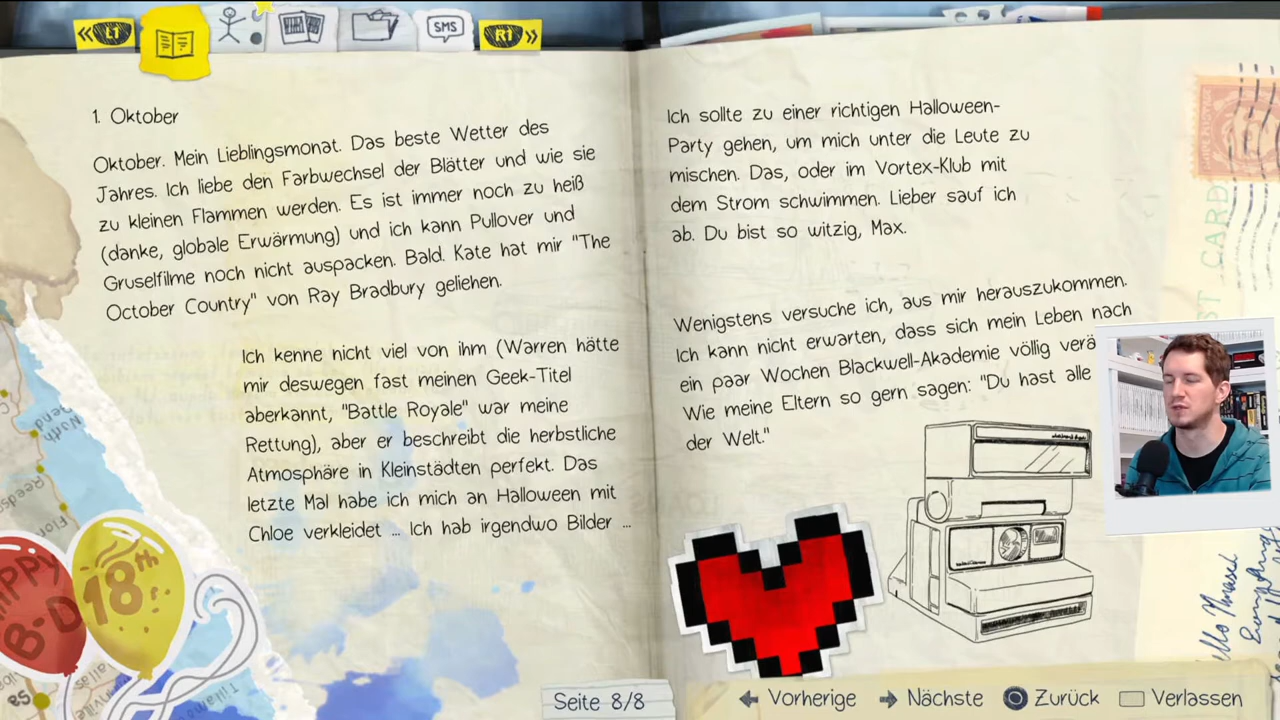 L1
SMS
R1
1. Oktober
Oktober. Mein Lieblingsmonat. Das beste Wetter des
Jahres. Ich liebe den Farbwechsel der Blätter und wie sie
zu kleinen Flammen werden. Es ist immer noch zu heiß
(danke, globale Erwärmung) und ich kann Pullover und
Gruselfilme noch nicht auspacken. Bald. Kate hat mir "The
October Country" von Ray Bradbury geliehen.
Ich kenne nicht viel von ihm (Warren hätte
mir deswegen fast meinen Geek-Titel
aberkannt, "Battle Royale" war meine
Rettung), aber er beschreibt die herbstliche
Atmosphäre in Kleinstädten perfekt. Das
letzte Mal habe ich mich an Halloween mit
Chloe verkleidet ... Ich hab irgendwo Bilder ...
Ich sollte zu einer richtigen Halloween-
Party gehen, um mich unter die Leute zu
mischen. Das, oder im Vortex-Klub mit
dem Strom schwimmen. Lieber sauf ich
ab. Du bist so witzig, Max.
Wenigstens versuche ich, aus mir herauszukommen.
Ich kann nicht erwarten, dass sich mein Leben nach
ein paar Wochen Blackwell-Akademie völlig verä
Wie meine Eltern so gern sagen: "Du hast alle
der Welt."
18th
B-D
CARD
Seite 8/8
Vorherige
Nächste
Zurück
Verlassen